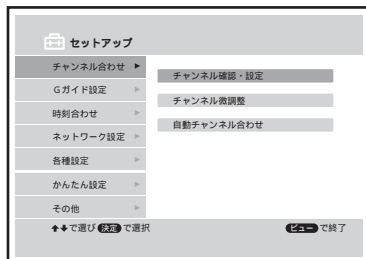 セットアップ
チャンネル合わせ
Gガイド設定
時刻合わせ
ネットワーク設定
各種設定
かんたん設定
その他
チャンネル確認・設定
チャンネル微調整
自動チャンネル合わせ
で選び 決定 で選択
ビュー で終了